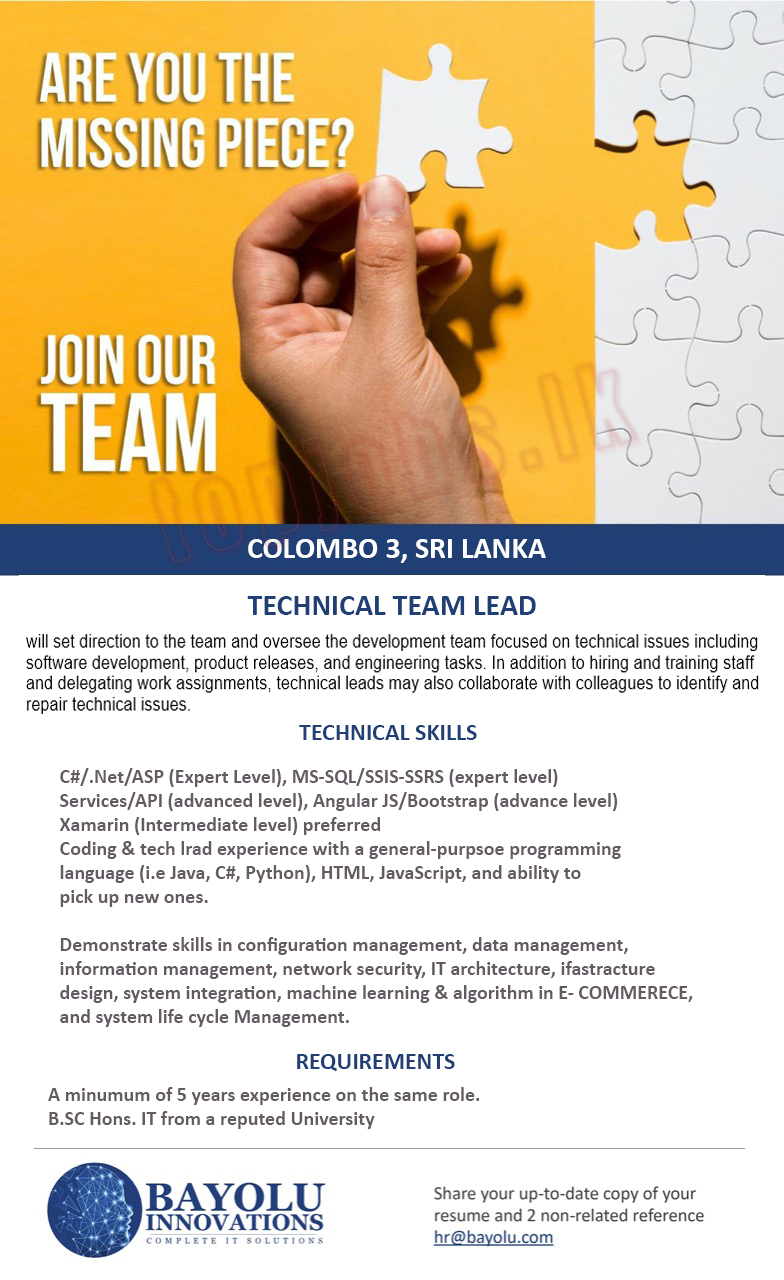 ARE YOU THE
MISSING PIECE?
JOIN OUR
TEAM
topjobs.lk
COLOMBO 3, SRI LANKA
TECHNICAL TEAM LEAD
will set direction to the team and oversee the development team focused on technical issues including
software development, product releases, and engineering tasks. In addition to hiring and training staff
and delegating work assignments, technical leads may also collaborate with colleagues to identify and
repair technical issues.
TECHNICAL SKILLS
C#/.Net/ASP (Expert Level), MS-SQL/SSIS-SSRS (expert level)
Services/API (advanced level), Angular JS/Bootstrap (advance level)
Xamarin (Intermediate level) preferred
Coding & tech lrad experience with a general-purpsoe programming
language (i.e Java, C#, Python), HTML, JavaScript, and ability to
pick up new ones.
Demonstrate skills in configuration management, data management,
information management, network security, IT architecture, ifastracture
design, system integration, machine learning & algorithm in E- COMMERECE,
and system life cycle Management.
REQUIREMENTS
A minumum of 5 years experience on the same role.
B.SC Hons. IT from a reputed University
BAYOLU
INNOVATIONS
COMPLETE IT SOLUTIONS
Share your up-to-date copy of your
resume and 2 non-related reference
hr@bayolu.com